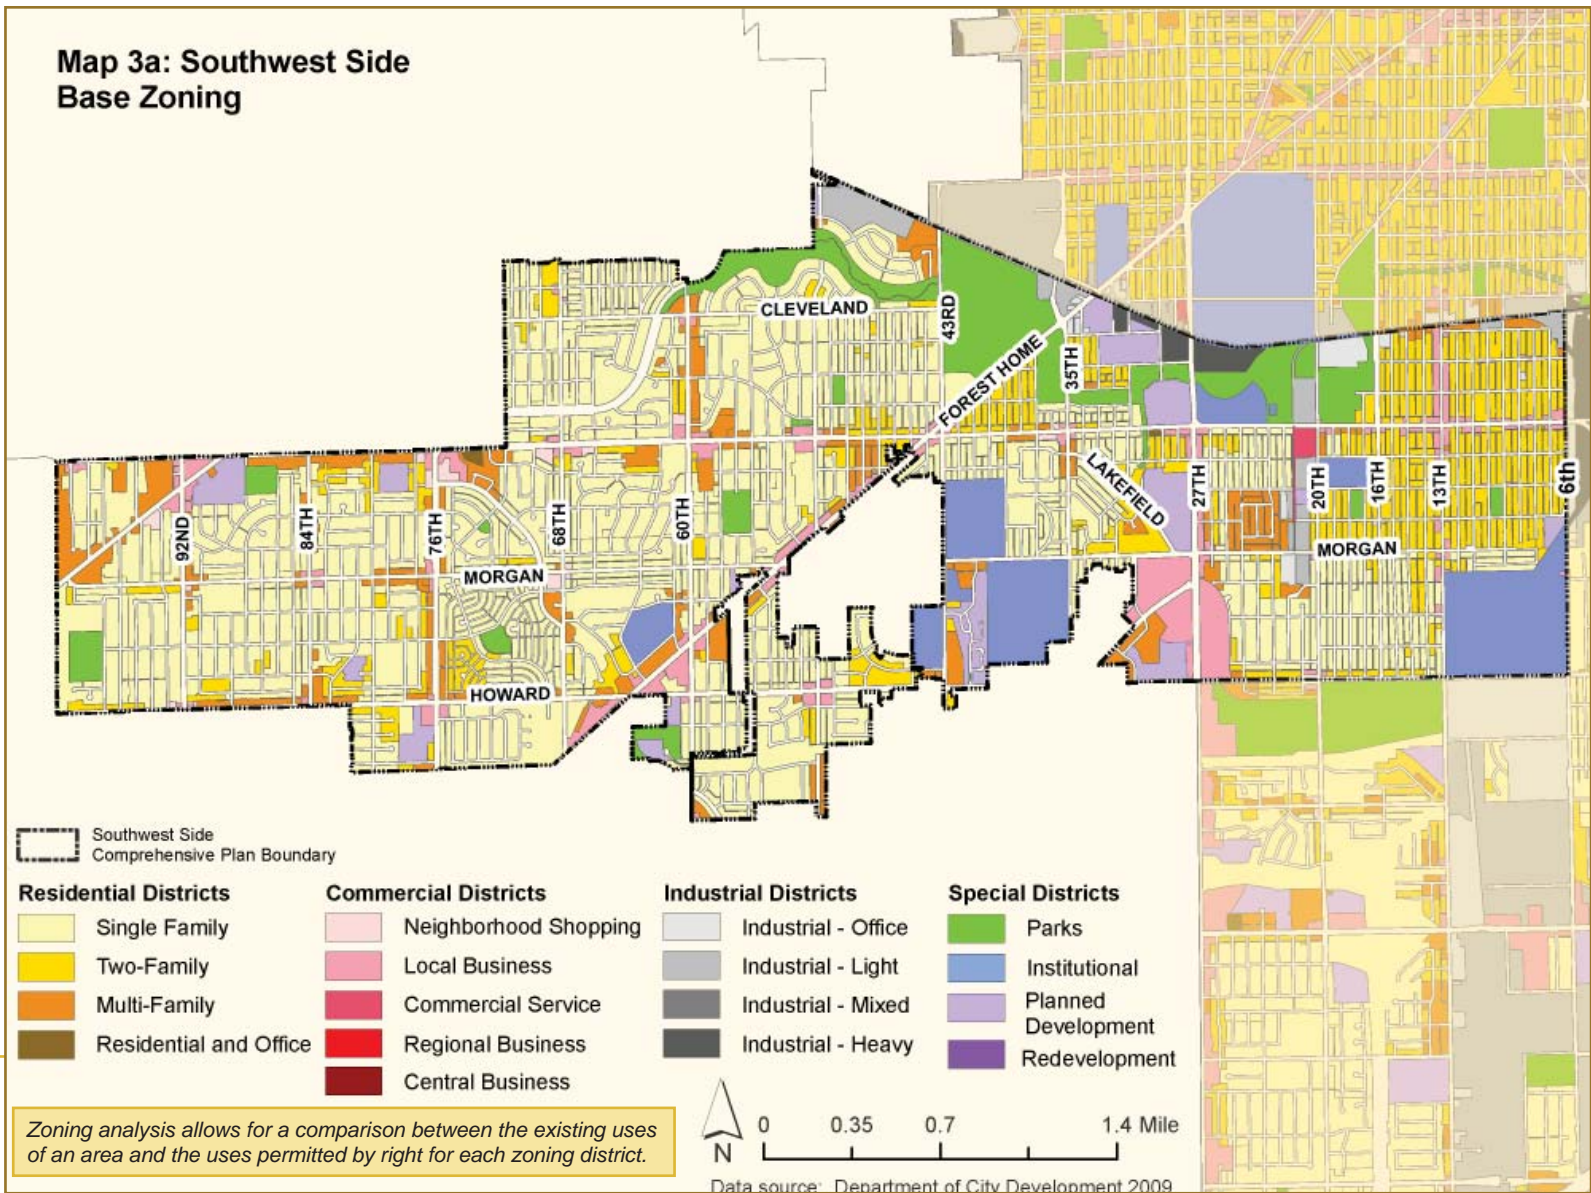 Map 3a: Southwest Side
Base Zoning
CLEVELAND
43RD
FOREST HOME
35TH
LAKEFIELD
27TH
20TH
16TH
13TH
6th
92ND
84TH
76TH
68TH
60TH
MORGAN
MORGAN
HOWARD
Southwest Side
Comprehensive Plan Boundary
Residential Districts
Single Family
Two-Family
Multi-Family
Residential and Office
Commercial Districts
Neighborhood Shopping
Local Business
Commercial Service
Regional Business
Central Business
Industrial Districts
Industrial - Office
Industrial - Light
Industrial - Mixed
Industrial - Heavy
Special Districts
Parks
Institutional
Planned
Development
Redevelopment
Zoning analysis allows for a comparison between the existing uses
of an area and the uses permitted by right for each zoning district.
N
0 0.35 0.7 1.4 Mile
Data source: Department of City Development 2009